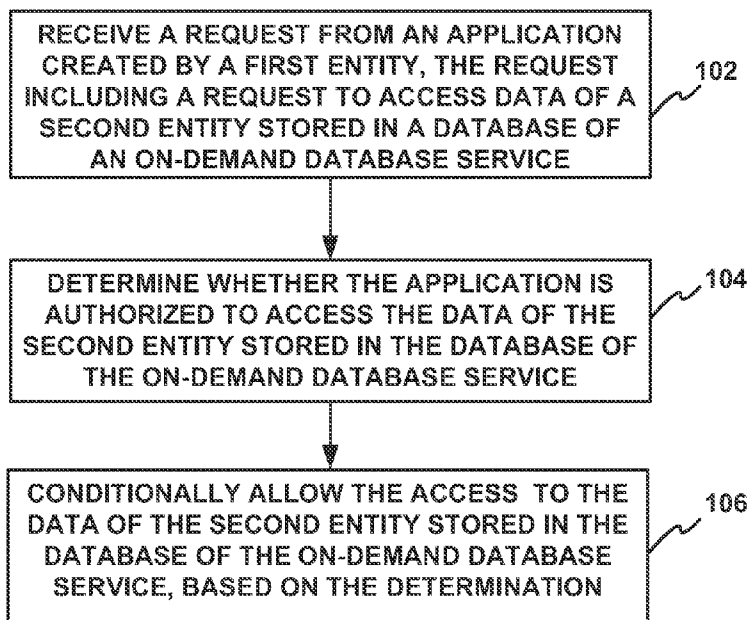 RECEIVE A REQUEST FROM AN APPLICATION
CREATED BY A FIRST ENTITY, THE REQUEST
INCLUDING A REQUEST TO ACCESS DATA OF A
SECOND ENTITY STORED IN A DATABASE OF
AN ON-DEMAND DATABASE SERVICE
102
DETERMINE WHETHER THE APPLICATION IS
AUTHORIZED TO ACCESS THE DATA OF THE
SECOND ENTITY STORED IN THE DATABASE OF
THE ON-DEMAND DATABASE SERVICE
104
CONDITIONALLY ALLOW THE ACCESS TO THE
DATA OF THE SECOND ENTITY STORED IN THE
DATABASE OF THE ON-DEMAND DATABASE
SERVICE, BASED ON THE DETERMINATION
106